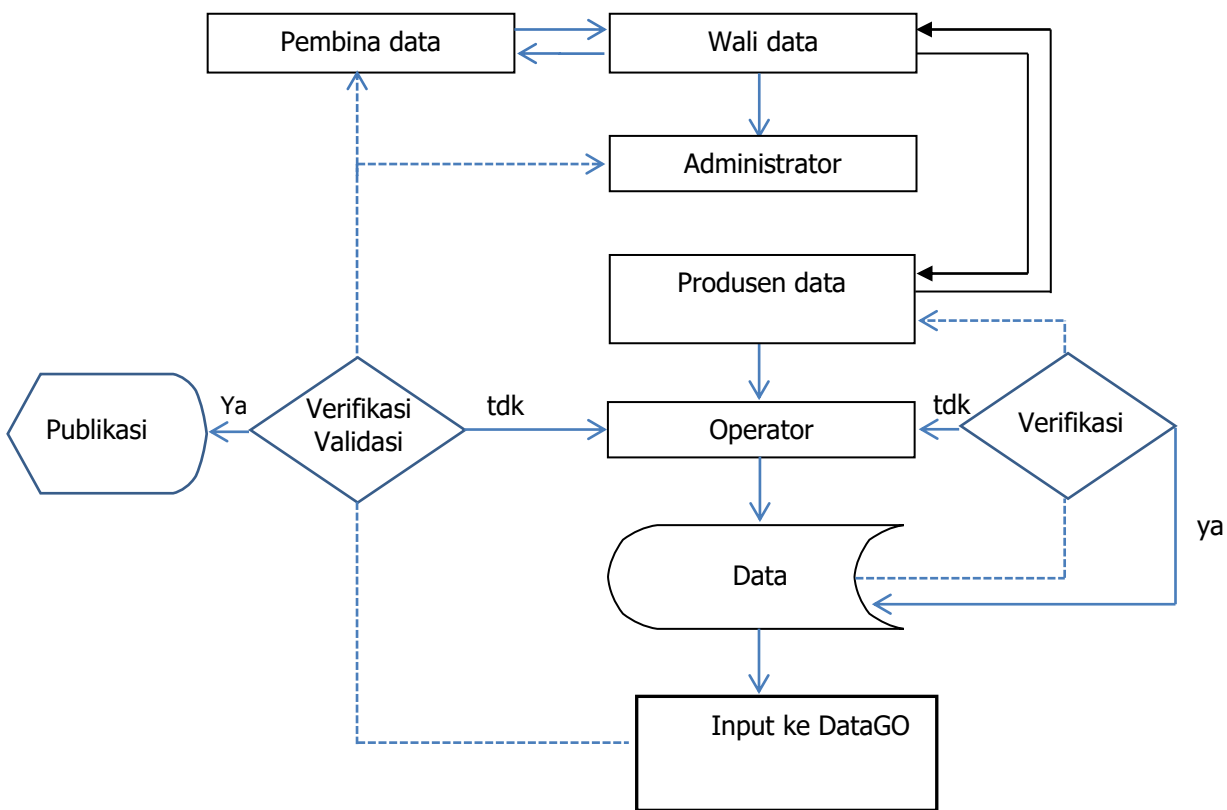 Pembina data
Wali data
Administrator
Produsen data
Publikasi
Ya
Verifikasi
Validasi
tdk
Operator
tdk
Verifikasi
ya
Data
Input ke DataGO